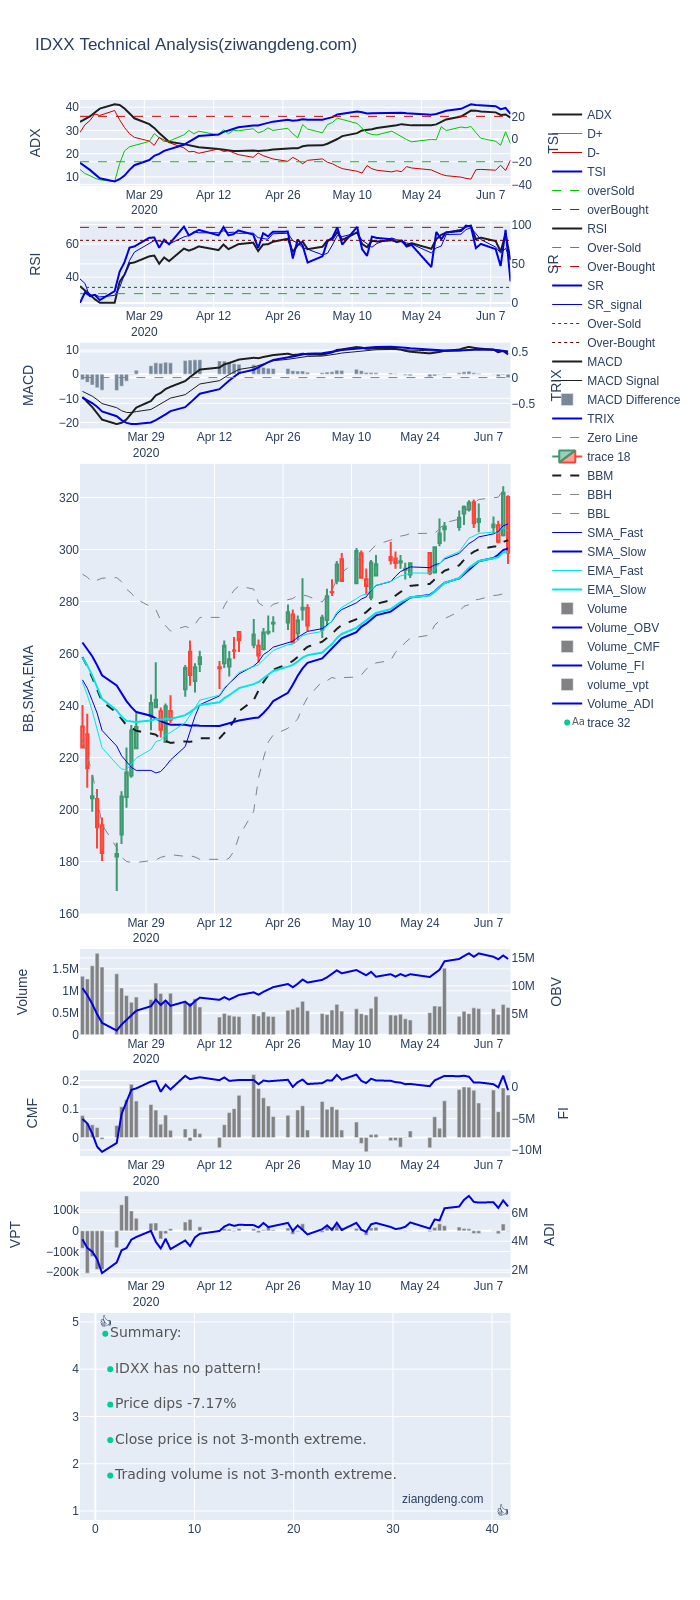 IDXX Technical Analysis(ziwangdeng.com)
ADX
40
30
20
10
20
0
−20
−40
TSI
Mar 29
2020
Apr 12
Apr 26
May 10
May 24
Jun 7
RSI
60
40
100
50
0
SR
Mar 29
2020
Apr 12
Apr 26
May 10
May 24
Jun 7
MACD
10
0
−10
−20
0.5
0
−0.5
TRIX
Mar 29
2020
Apr 12
Apr 26
May 10
May 24
Jun 7
BB,SMA,EMA
320
300
280
260
240
220
200
180
160
Mar 29
2020
Apr 12
Apr 26
May 10
May 24
Jun 7
Volume
1.5M
1M
0.5M
0
15M
10M
5M
OBV
Mar 29
2020
Apr 12
Apr 26
May 10
May 24
Jun 7
CMF
0.2
0.1
0
0
−5M
−10M
FI
Mar 29
2020
Apr 12
Apr 26
May 10
May 24
Jun 7
VPT
100k
0
−100k
−200k
6M
4M
2M
ADI
Mar 29
2020
Apr 12
Apr 26
May 10
May 24
Jun 7
5
4
3
2
1
0
10
20
30
40
👍
Summary:
IDXX has no pattern!
Price dips -7.17%
Close price is not 3-month extreme.
Trading volume is not 3-month extreme.
ziangdeng.com
👍
ADX
D+
D-
TSI
overSold
overBought
RSI
Over-Sold
Over-Bought
SR
SR_signal
Over-Sold
Over-Bought
MACD
MACD Signal
MACD Difference
TRIX
Zero Line
trace 18
BBM
BBH
BBL
SMA_Fast
SMA_Slow
EMA_Fast
EMA_Slow
Volume
Volume_OBV
Volume_CMF
Volume_FI
volume_vpt
Volume_ADI
Aa trace 32